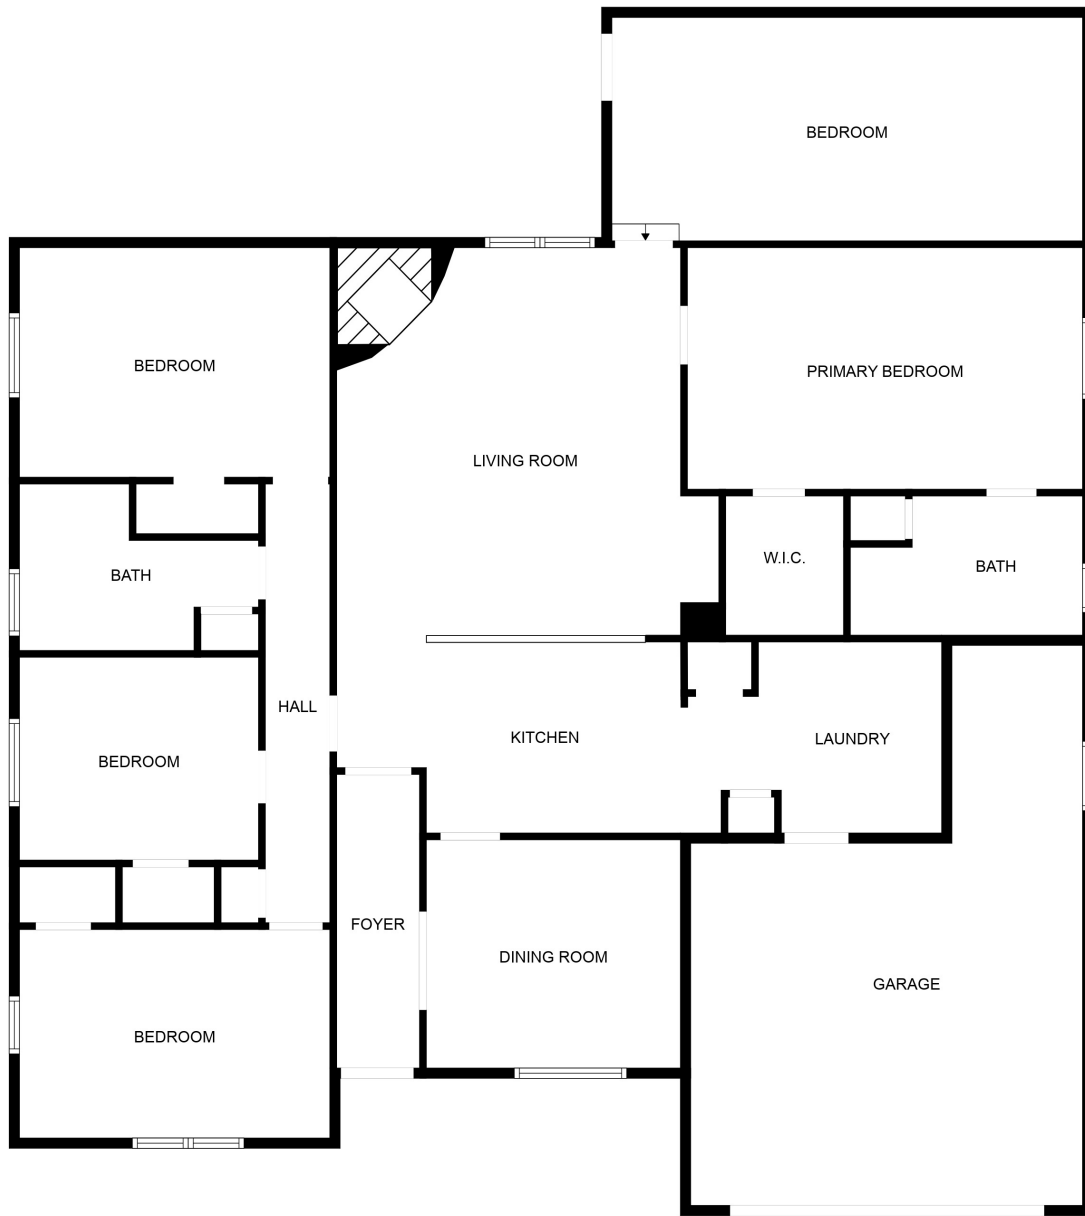 BEDROOM
BEDROOM
PRIMARY BEDROOM
LIVING ROOM
W.I.C.
BATH
BATH
HALL
KITCHEN
LAUNDRY
BEDROOM
FOYER
DINING ROOM
GARAGE
BEDROOM